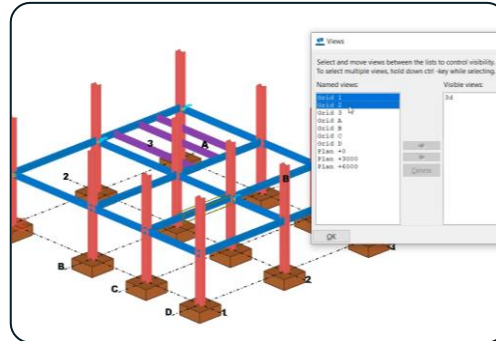 Views
Select and move views between the lists to control visibility.
To select multiple views, hold down ctrl -key while selecting.
Named views:
Visible views:
Grid 1
Grid 2
Grid 3
Grid A
Grid B
Grid C
Grid D
Plan +0
Plan +3000
Plan +6000
3d
Delete
OK
3
A
2
B
B
C
D
1
2